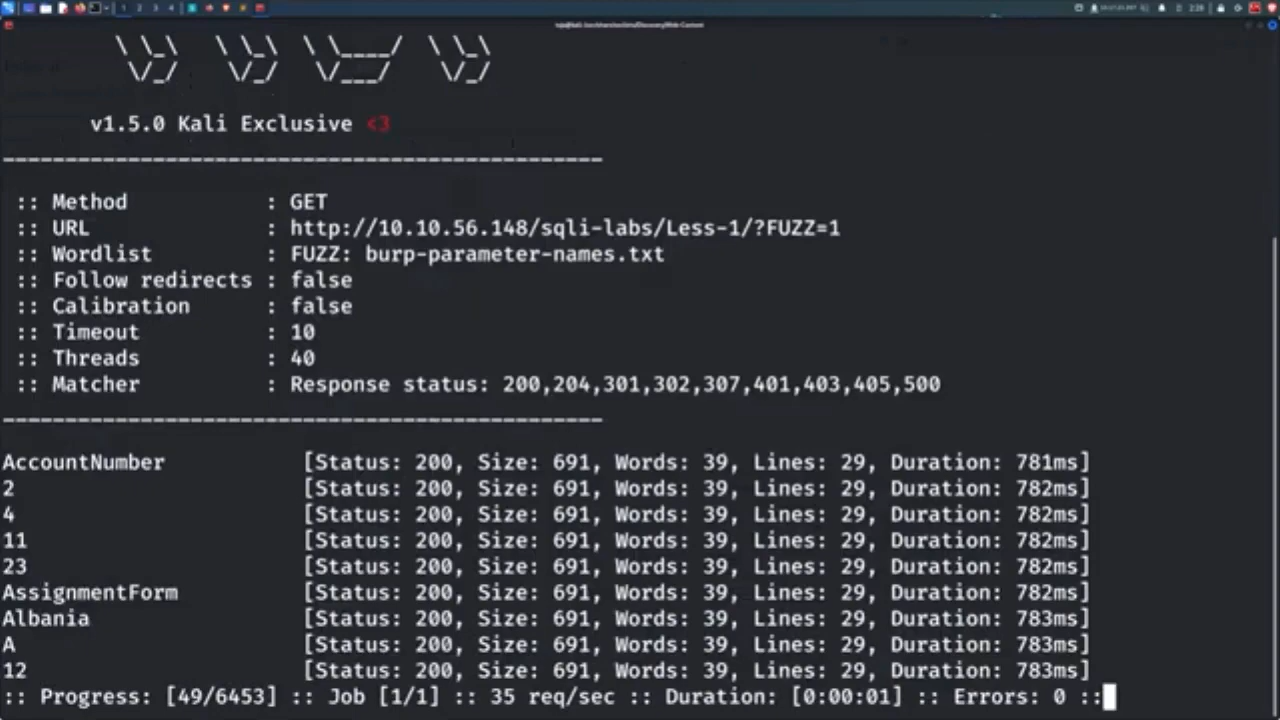 v1.5.0 Kali Exclusive <3
:: Method : GET
:: URL : http://10.10.56.148/sqli-labs/Less-1/?FUZZ=1
:: Wordlist : FUZZ: burp-parameter-names.txt
:: Follow redirects : false
:: Calibration : false
:: Timeout : 10
:: Threads : 40
:: Matcher : Response status: 200,204,301,302,307,401,403,405,500
AccountNumber [Status: 200, Size: 691, Words: 39, Lines: 29, Duration: 781ms]
2 [Status: 200, Size: 691, Words: 39, Lines: 29, Duration: 782ms]
4 [Status: 200, Size: 691, Words: 39, Lines: 29, Duration: 782ms]
11 [Status: 200, Size: 691, Words: 39, Lines: 29, Duration: 782ms]
23 [Status: 200, Size: 691, Words: 39, Lines: 29, Duration: 782ms]
AssignmentForm [Status: 200, Size: 691, Words: 39, Lines: 29, Duration: 782ms]
Albania [Status: 200, Size: 691, Words: 39, Lines: 29, Duration: 783ms]
A [Status: 200, Size: 691, Words: 39, Lines: 29, Duration: 783ms]
12 [Status: 200, Size: 691, Words: 39, Lines: 29, Duration: 783ms]
:: Progress: [49/6453] :: Job [1/1] :: 35 req/sec :: Duration: [0:00:01] :: Errors: 0 ::